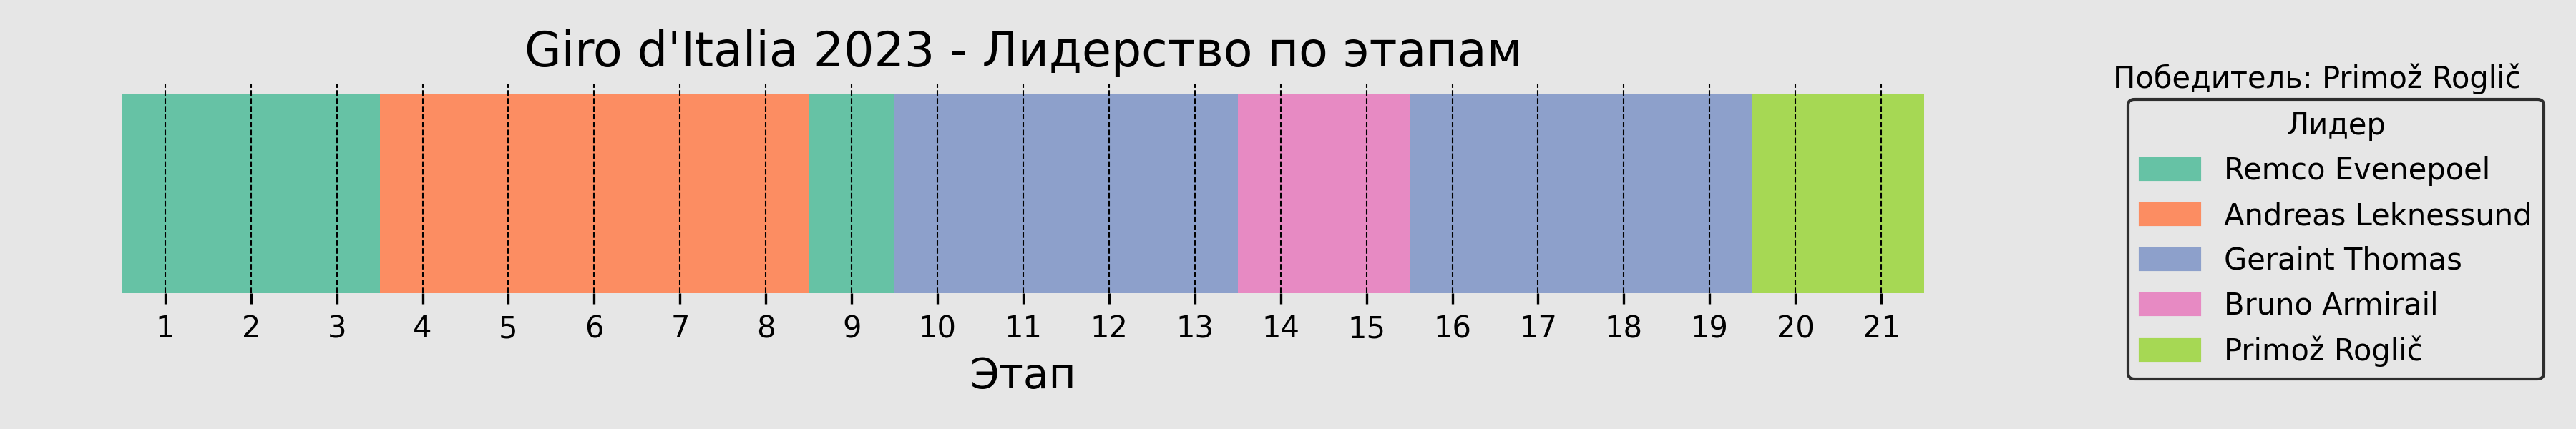 Giro d'Italia 2023 - Лидерство по этапам
1 2 3 4 5 6 7 8 9 10 11 12 13 14 15 16 17 18 19 20 21
Этап
Победитель: Primož Roglič
Лидер
Remco Evenepoel
Andreas Leknessund
Geraint Thomas
Bruno Armirail
Primož Roglič